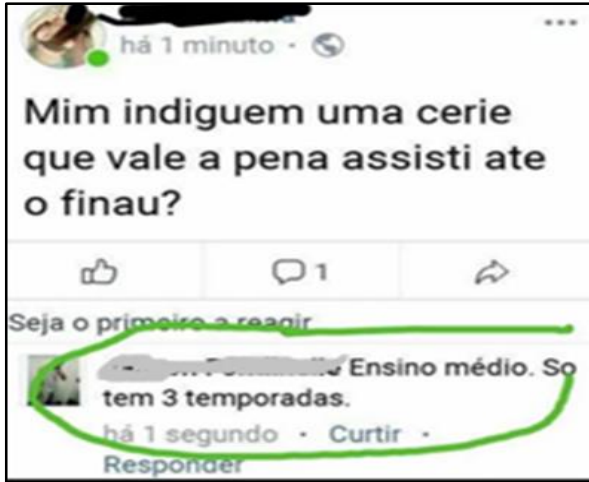 há 1 minuto ·
Mim indiguem uma cerie
que vale a pena assisti ate
o finau?
1
Seja o primeiro a reagir
Ensino médio. So
tem 3 temporadas.
há 1 segundo · Curtir ·
Responder